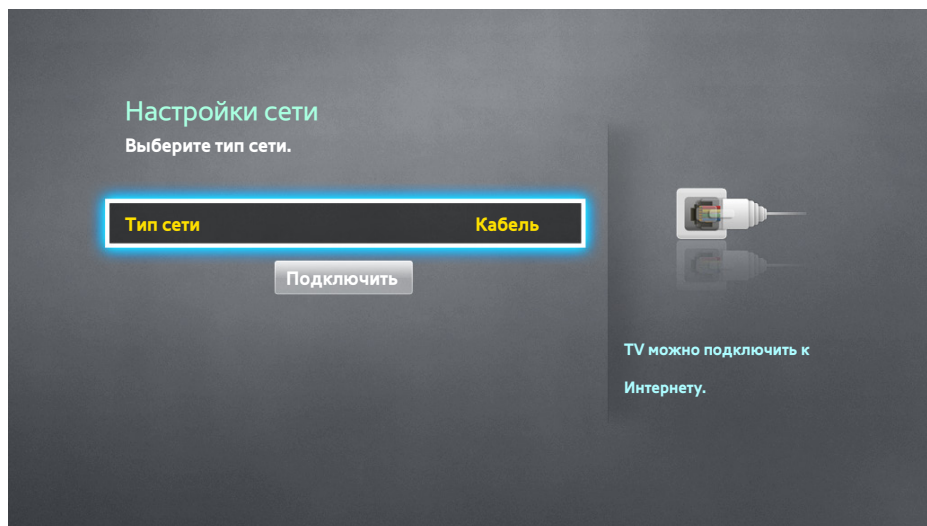 Настройки сети
Выберите тип сети.
Тип сети Кабель
Подключить
TV можно подключить к
Интернету.